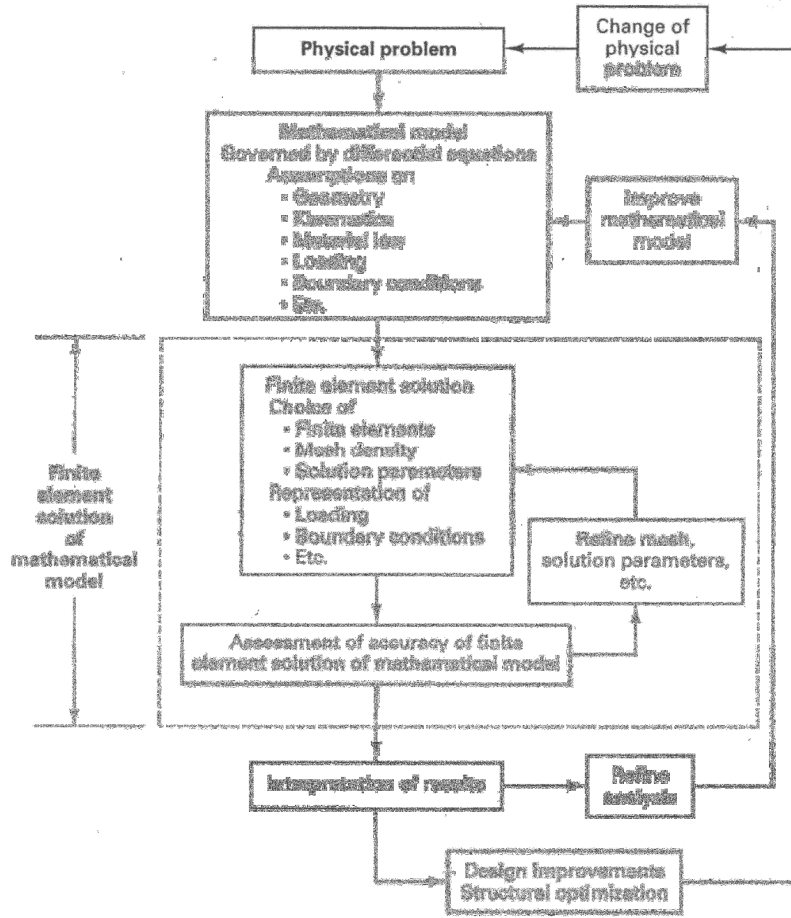 Physical problem
Change of
physical
problem
Mathematical model
Governed by differential equations
Assumptions on
• Geometry
• Kinematics
• Material law
• Loading
• Boundary conditions
• Etc.
Improve
mathematical
model
Finite
element
solution
of
mathematical
model
Finite element solution
Choice of
• Finite elements
• Mesh density
• Solution parameters
Representation of
• Loading
• Boundary conditions
• Etc.
Refine mesh,
solution parameters,
etc.
Assessment of accuracy of finite
element solution of mathematical model
Interpretation of results
Refine
analysis
Design improvements
Structural optimization